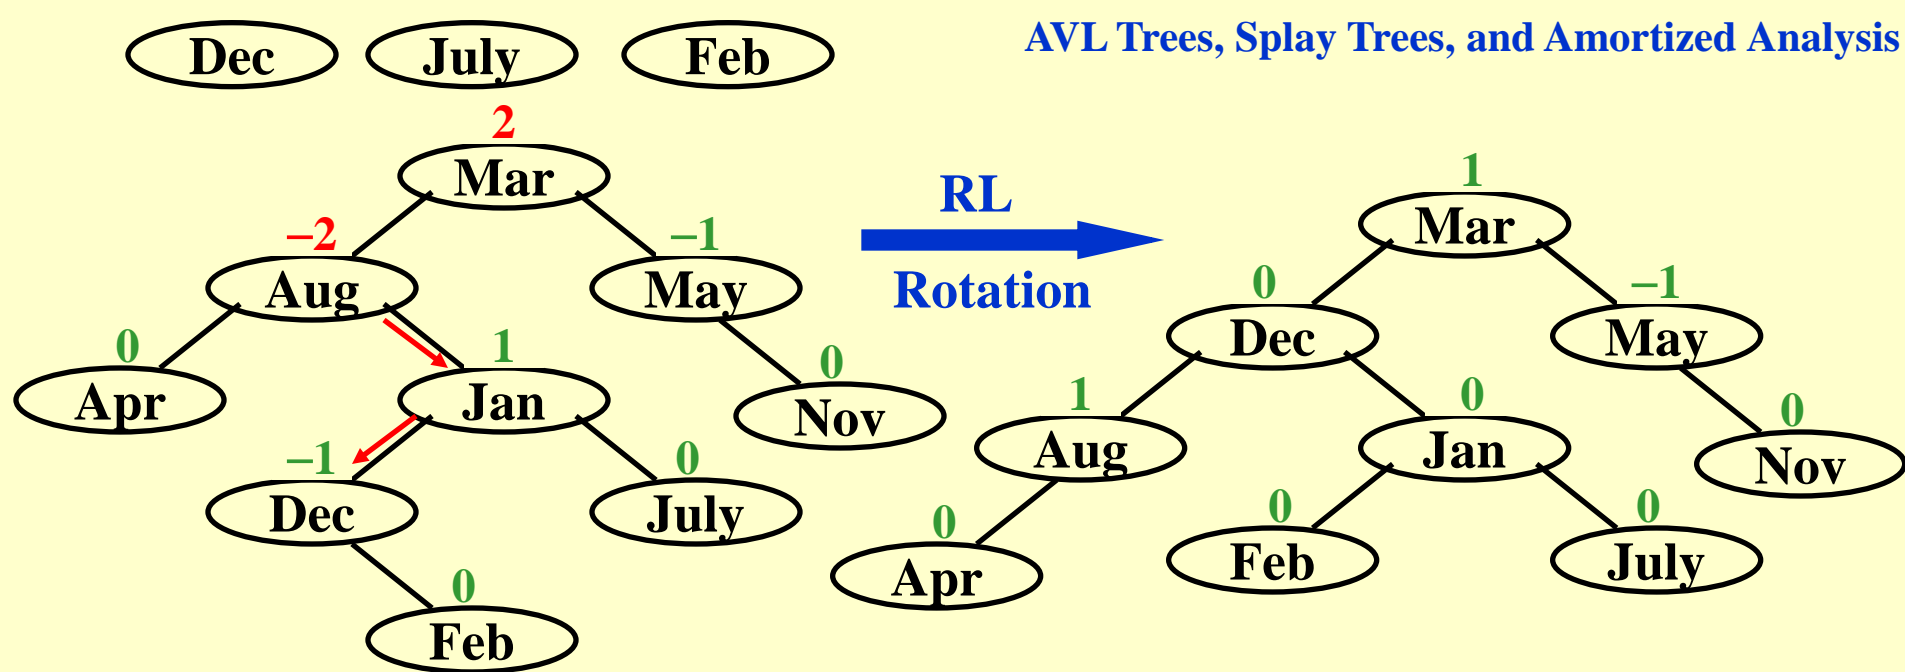 AVL Trees, Splay Trees, and Amortized Analysis
Dec July Feb
2
Mar
–2 –1
Aug May
0 1 0
Apr Jan Nov
–1 0
Dec July
0
Feb
RL
Rotation
1
Mar
0 –1
Dec May
1 0 0
Aug Jan Nov
0 0 0
Apr Feb July